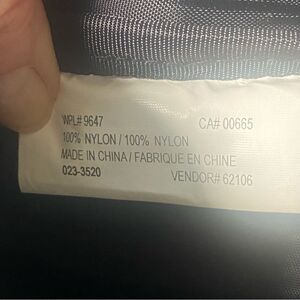 WPL# 9647 CA# 00665
100% NYLON / 100% NYLON
MADE IN CHINA / FABRIQUE EN CHINE
023-3520 VENDOR# 62106